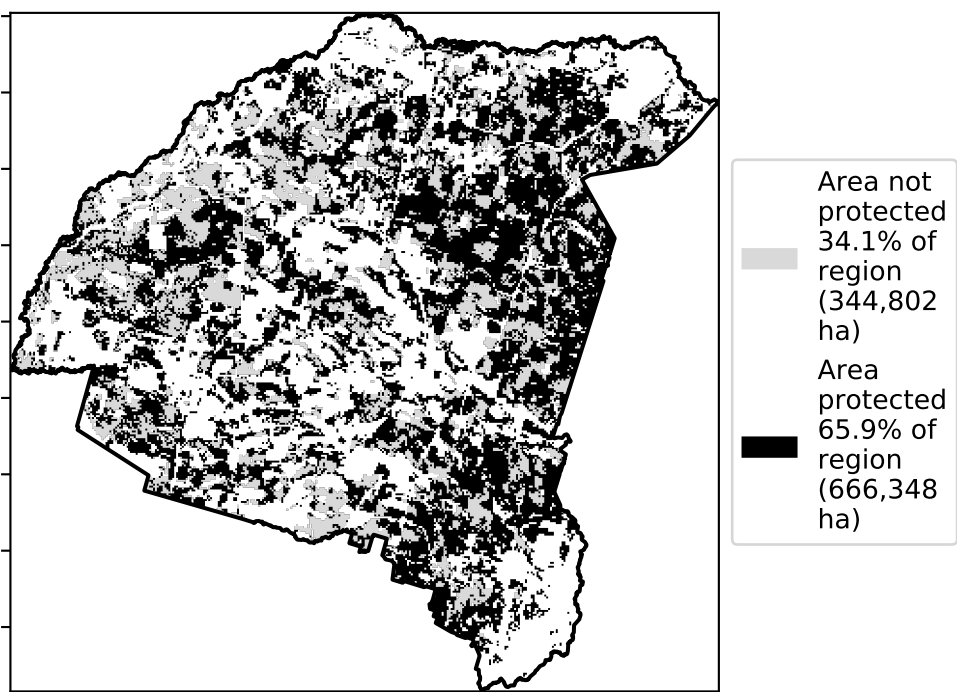 Area not
protected
34.1% of
region
(344,802
ha)
Area
protected
65.9% of
region
(666,348
ha)